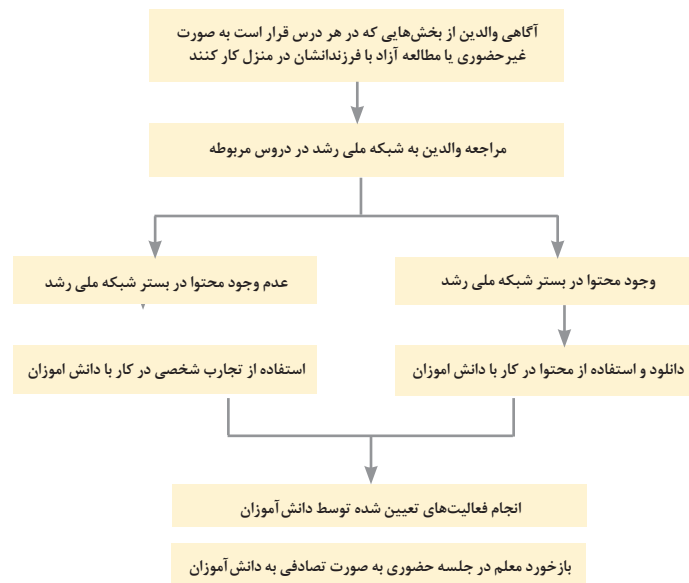 آگاهی والدین از بخش‌هایی که در هر درس قرار است به صورت
غیرحضوری یا مطالعه آزاد با فرزندانشان در منزل کار کنند
مراجعه والدین به شبکه ملی رشد در دروس مربوطه
وجود محتوا در بستر شبکه ملی رشد
عدم وجود محتوا در بستر شبکه ملی رشد
دانلود و استفاده از محتوا در کار با دانش اموزان
استفاده از تجارب شخصی در کار با دانش اموزان
انجام فعالیت‌های تعیین شده توسط دانش‌آموزان
بازخورد معلم در جلسه حضوری به صورت تصادفی به دانش‌آموزان